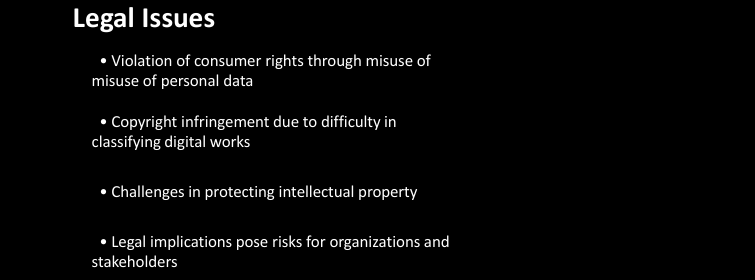 Legal Issues
• Violation of consumer rights through misuse of
misuse of personal data
• Copyright infringement due to difficulty in
classifying digital works
• Challenges in protecting intellectual property
• Legal implications pose risks for organizations and
stakeholders